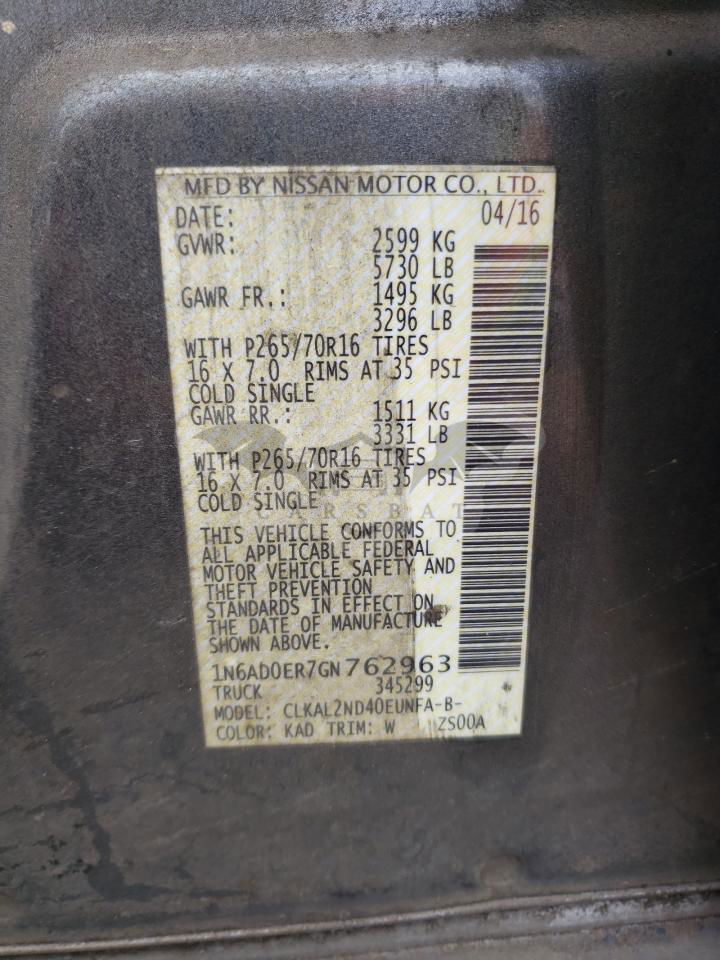 MFD BY NISSAN MOTOR CO., LTD.
DATE: 04/16
GVWR: 2599 KG
5730 LB
GAWR FR.: 1495 KG
3296 LB
WITH P265/70R16 TIRES
16 X 7.0 RIMS AT 35 PSI
COLD SINGLE
GAWR RR.: 1511 KG
3331 LB
WITH P265/70R16 TIRES
16 X 7.0 RIMS AT 35 PSI
COLD SINGLE
CARSBAT
THIS VEHICLE CONFORMS TO
ALL APPLICABLE FEDERAL
MOTOR VEHICLE SAFETY AND
THEFT PREVENTION
STANDARDS IN EFFECT ON
THE DATE OF MANUFACTURE
SHOWN ABOVE.
1N6AD0ER7GN762963
TRUCK 345299
MODEL: CLKAL2ND40EUNFA-B-
COLOR: KAD TRIM: W ZS00A